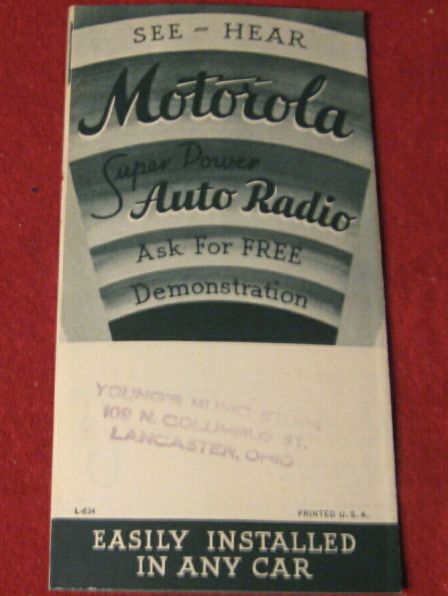 SEE - HEAR
Motorola
Super Power
Auto Radio
Ask For FREE
Demonstration
YOUNG'S MUSIC STORE
109 N. COLUMBUS ST.
LANCASTER, OHIO
L-634
PRINTED U. S. A.
EASILY INSTALLED
IN ANY CAR